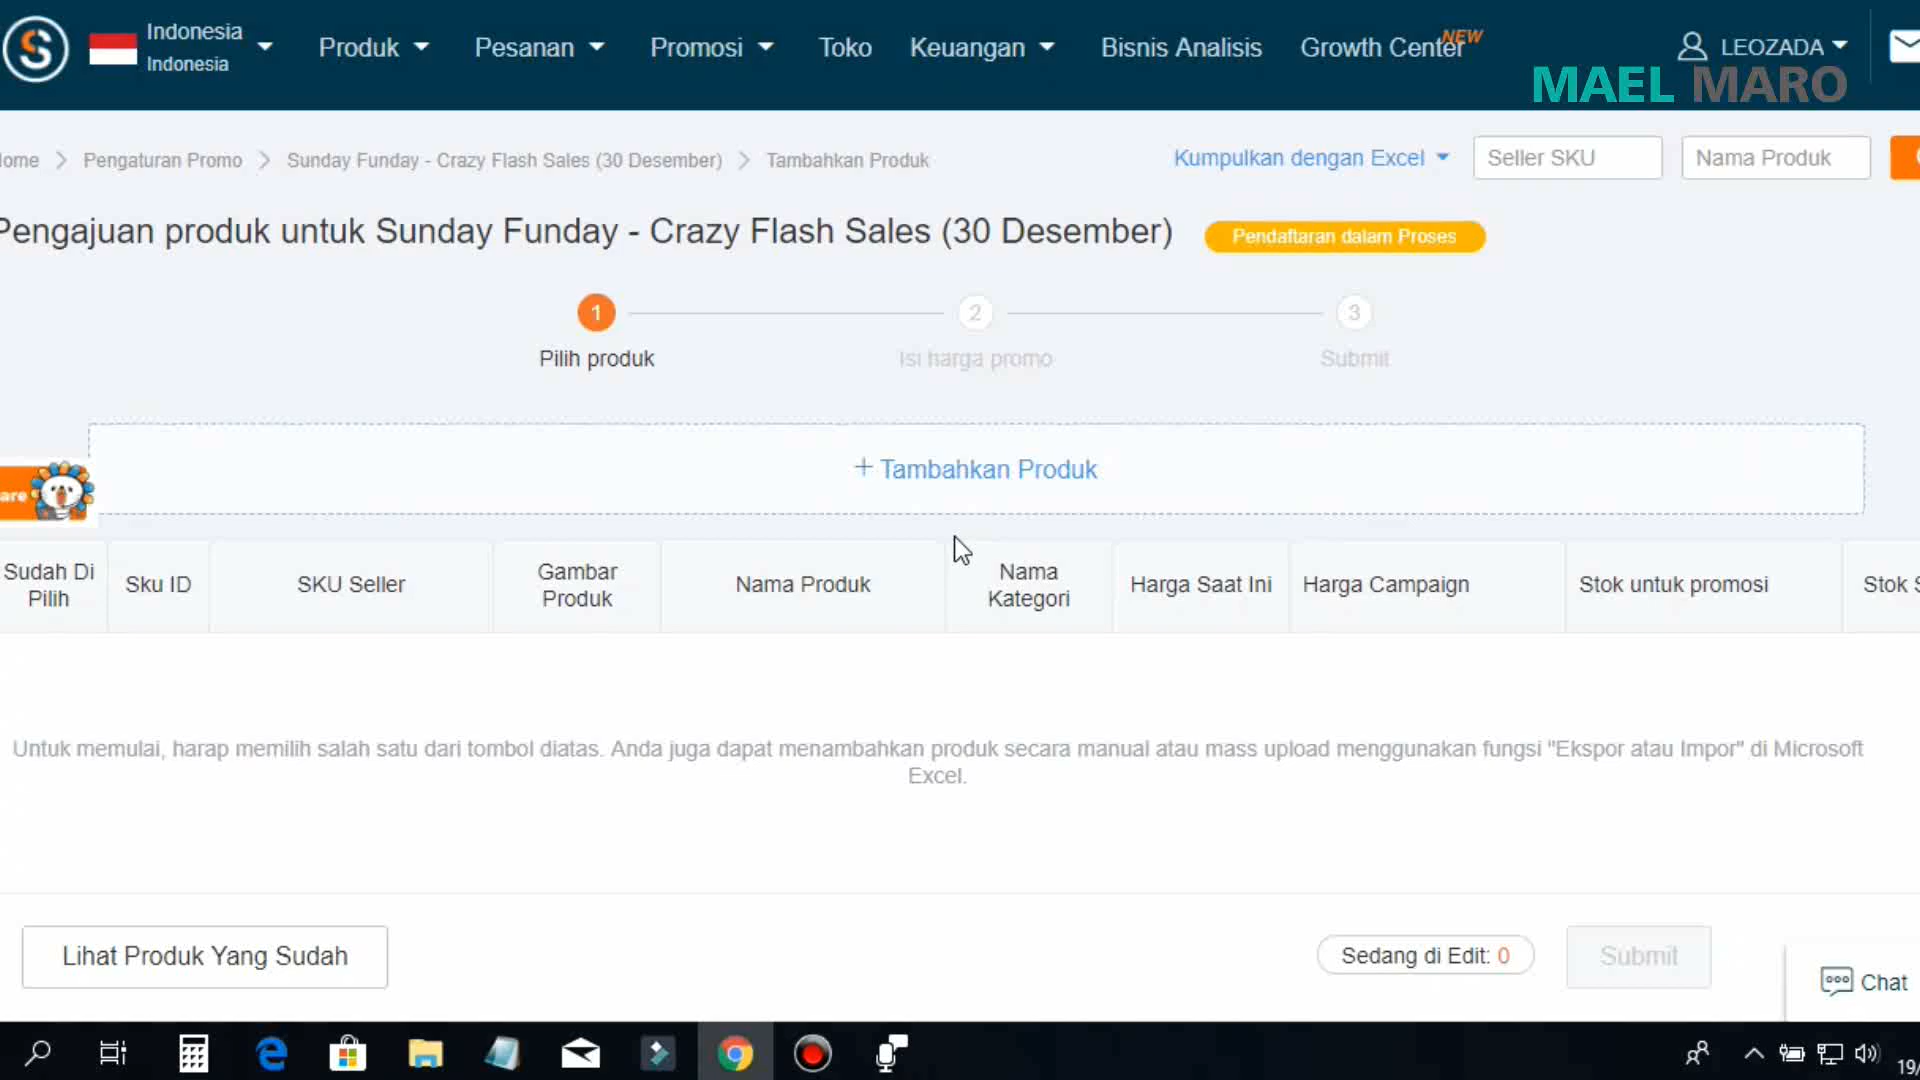 Indonesia
Indonesia
Produk
Pesanan
Promosi
Toko
Keuangan
Bisnis Analisis
Growth Center
NEW
LEOZADA
MAEL MARO
Pengaturan Promo
Sunday Funday - Crazy Flash Sales (30 Desember)
Tambahkan Produk
Kumpulkan dengan Excel
Seller SKU
Nama Produk
Pengajuan produk untuk Sunday Funday - Crazy Flash Sales (30 Desember)
Pendaftaran dalam Proses
1
2
3
Pilih produk
Isi harga promo
Submit
+ Tambahkan Produk
Sudah Di
Pilih
Sku ID
SKU Seller
Gambar
Produk
Nama Produk
Nama
Kategori
Harga Saat Ini
Harga Campaign
Stok untuk promosi
Stok
Untuk memulai, harap memilih salah satu dari tombol diatas. Anda juga dapat menambahkan produk secara manual atau mass upload menggunakan fungsi "Ekspor atau Impor" di Microsoft
Excel.
Lihat Produk Yang Sudah
Sedang di Edit: 0
Submit
Chat
19/